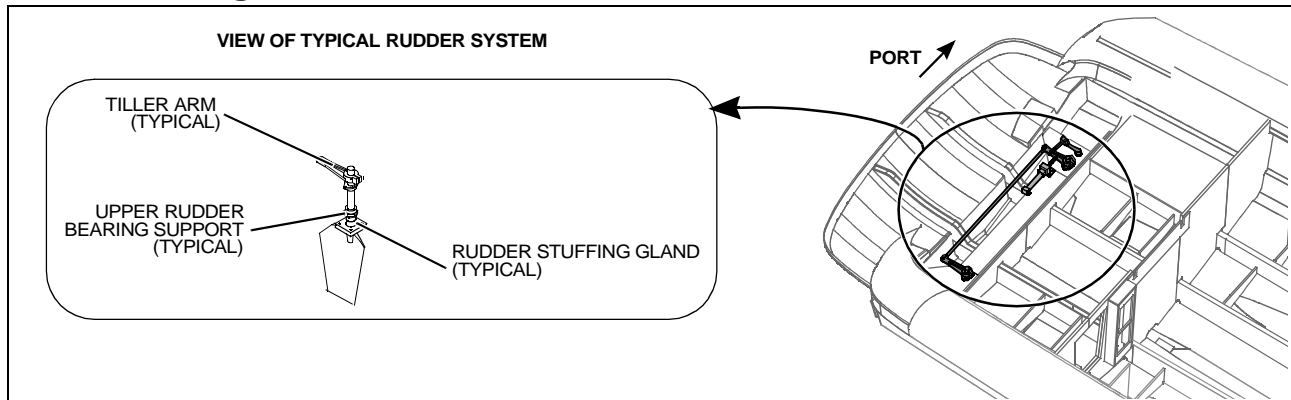 VIEW OF TYPICAL RUDDER SYSTEM
PORT
TILLER ARM
(TYPICAL)
UPPER RUDDER
BEARING SUPPORT
(TYPICAL)
RUDDER STUFFING GLAND
(TYPICAL)